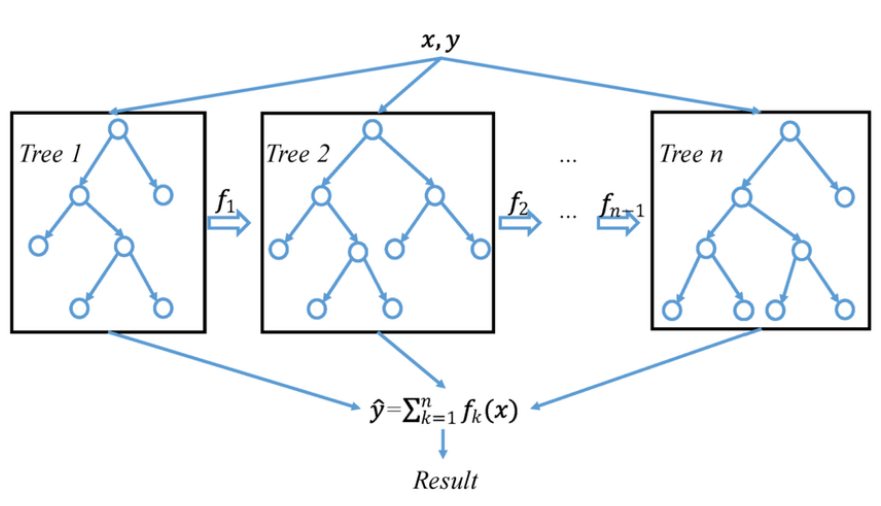 x, y
Tree 1
Tree 2
...
Tree n
f₁
f₂
...
fₙ₋₁
ŷ=∑ⁿₖ₌₁ fₖ(x)
Result